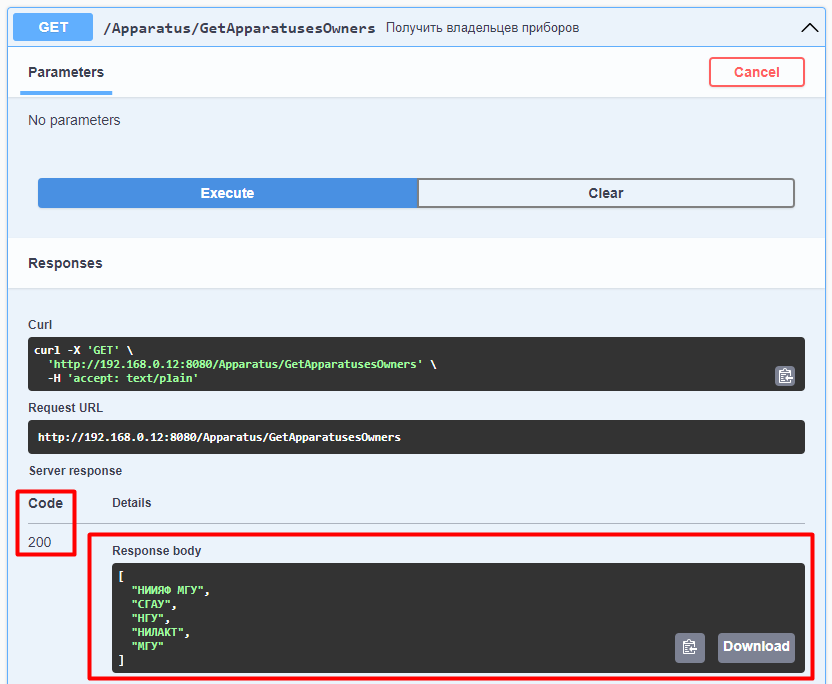 GET /Apparatus/GetApparatusesOwners Получить владельцев приборов
Parameters
Cancel
No parameters
Execute
Clear
Responses
Curl
curl -X 'GET' \
'http://192.168.0.12:8080/Apparatus/GetApparatusesOwners' \
-H 'accept: text/plain'
Request URL
http://192.168.0.12:8080/Apparatus/GetApparatusesOwners
Server response
Code Details
200
Response body
[
"НИИЯФ МГУ",
"СГАУ",
"НГУ",
"НИЛАКТ",
"МГУ"
]
Download